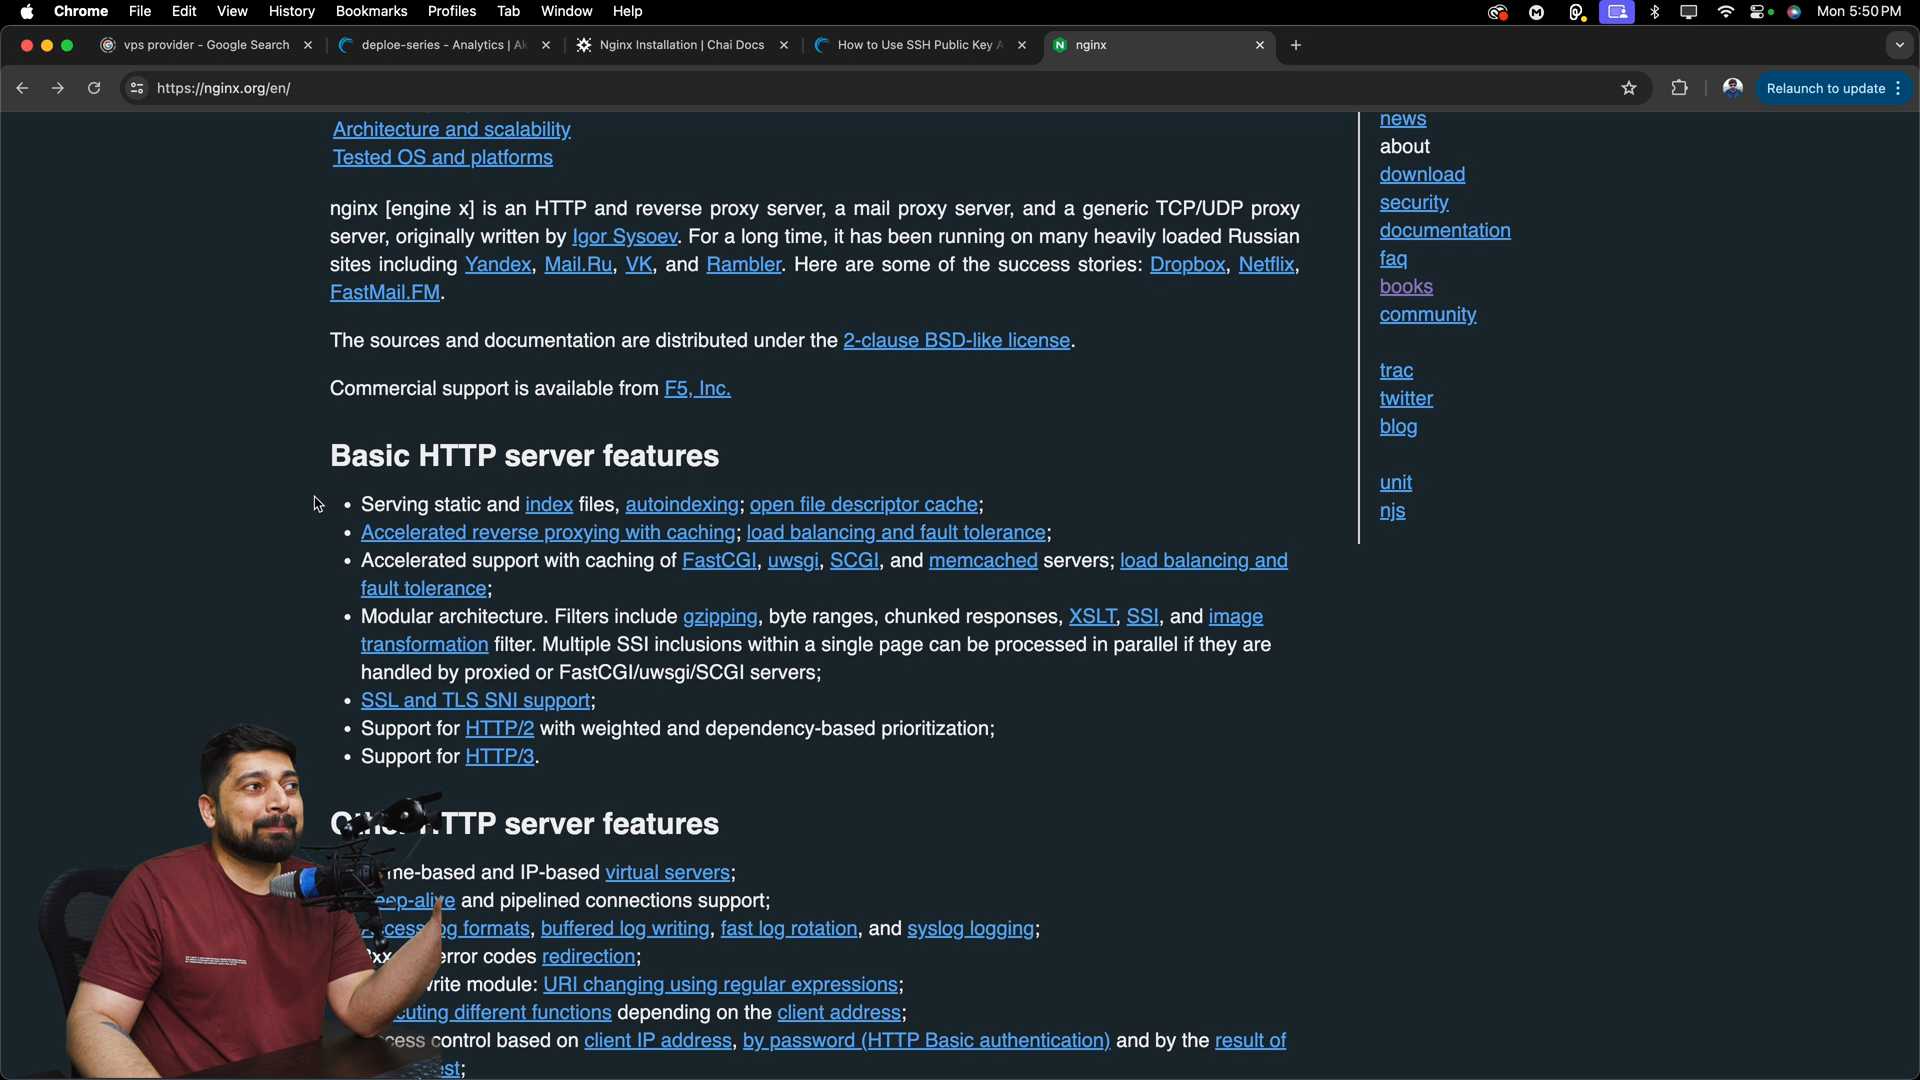 Chrome File Edit View History Bookmarks Profiles Tab Window Help Mon 5:50 PM
vps provider - Google Search
deploe-series - Analytics | Ak
Nginx Installation | Chai Docs
How to Use SSH Public Key A
nginx
https://nginx.org/en/
Relaunch to update
Architecture and scalability
Tested OS and platforms
nginx [engine x] is an HTTP and reverse proxy server, a mail proxy server, and a generic TCP/UDP proxy
server, originally written by Igor Sysoev. For a long time, it has been running on many heavily loaded Russian
sites including Yandex, Mail.Ru, VK, and Rambler. Here are some of the success stories: Dropbox, Netflix,
FastMail.FM.
The sources and documentation are distributed under the 2-clause BSD-like license.
Commercial support is available from F5, Inc.
Basic HTTP server features
• Serving static and index files, autoindexing; open file descriptor cache;
• Accelerated reverse proxying with caching; load balancing and fault tolerance;
• Accelerated support with caching of FastCGI, uwsgi, SCGI, and memcached servers; load balancing and
fault tolerance;
• Modular architecture. Filters include gzipping, byte ranges, chunked responses, XSLT, SSI, and image
transformation filter. Multiple SSI inclusions within a single page can be processed in parallel if they are
handled by proxied or FastCGI/uwsgi/SCGI servers;
• SSL and TLS SNI support;
• Support for HTTP/2 with weighted and dependency-based prioritization;
• Support for HTTP/3.
HTTP server features
and IP-based virtual servers;
and pipelined connections support;
formats, buffered log writing, fast log rotation, and syslog logging;
error codes redirection;
module: URI changing using regular expressions;
different functions depending on the client address;
control based on client IP address, by password (HTTP Basic authentication) and by the result of
news
about
download
security
documentation
faq
books
community
trac
twitter
blog
unit
njs